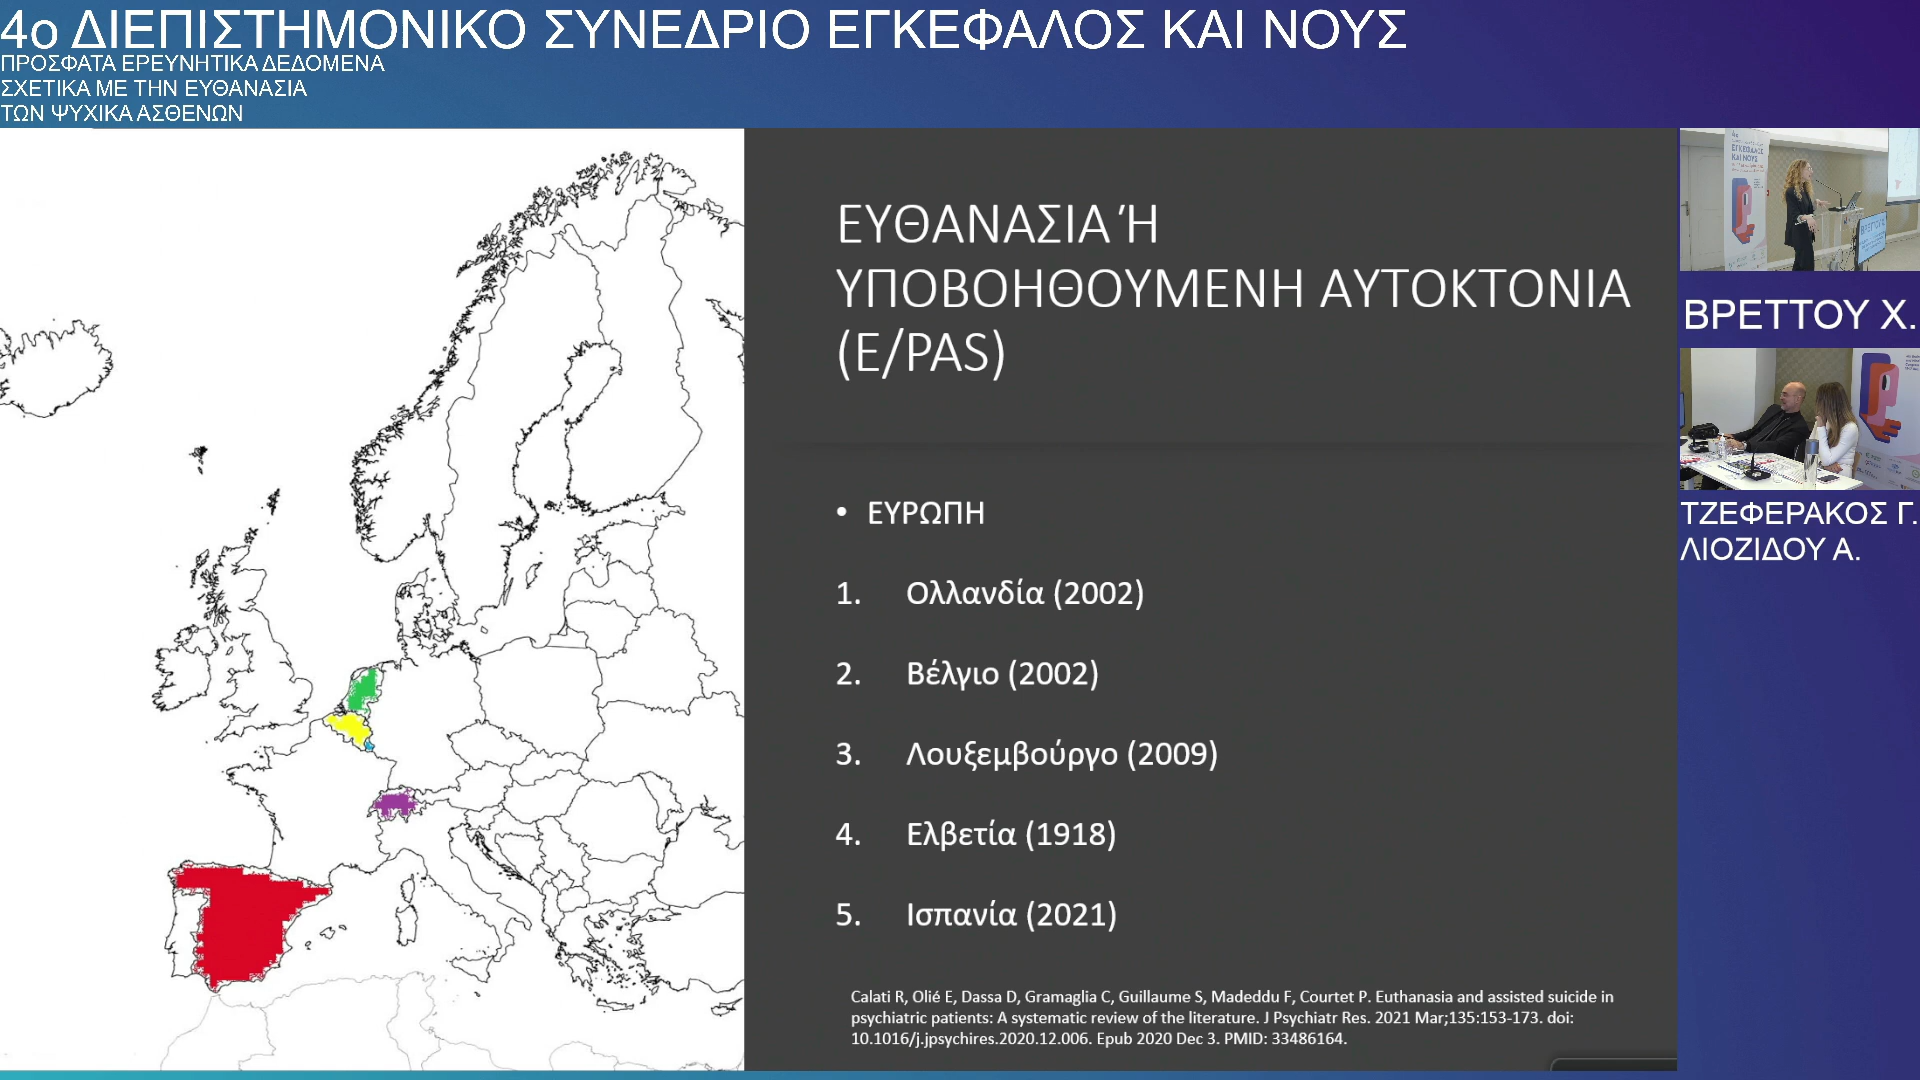 4ο ΔΙΕΠΙΣΤΗΜΟΝΙΚΟ ΣΥΝΕΔΡΙΟ ΕΓΚΕΦΑΛΟΣ ΚΑΙ ΝΟΥΣ
ΠΡΟΣΦΑΤΑ ΕΡΕΥΝΗΤΙΚΑ ΔΕΔΟΜΕΝΑ
ΣΧΕΤΙΚΑ ΜΕ ΤΗΝ ΕΥΘΑΝΑΣΙΑ
ΤΩΝ ΨΥΧΙΚΑ ΑΣΘΕΝΩΝ
ΕΥΘΑΝΑΣΙΑ Ή
ΥΠΟΒΟΗΘΟΥΜΕΝΗ ΑΥΤΟΚΤΟΝΙΑ
(E/PAS)
• ΕΥΡΩΠΗ
1. Ολλανδία (2002)
2. Βέλγιο (2002)
3. Λουξεμβούργο (2009)
4. Ελβετία (1918)
5. Ισπανία (2021)
Calati R, Olié E, Dassa D, Gramaglia C, Guillaume S, Madeddu F, Courtet P. Euthanasia and assisted suicide in
psychiatric patients: A systematic review of the literature. J Psychiatr Res. 2021 Mar;135:153-173. doi:
10.1016/j.jpsychires.2020.12.006. Epub 2020 Dec 3. PMID: 33486164.
ΕΓΚΕΦΑΛΟΣ
ΚΑΙ ΝΟΥΣ
ΒΡΕΤΤΟΥ Χ.
ΤΖΕΦΕΡΑΚΟΣ Γ.
ΛΙΟΖΙΔΟΥ Α.